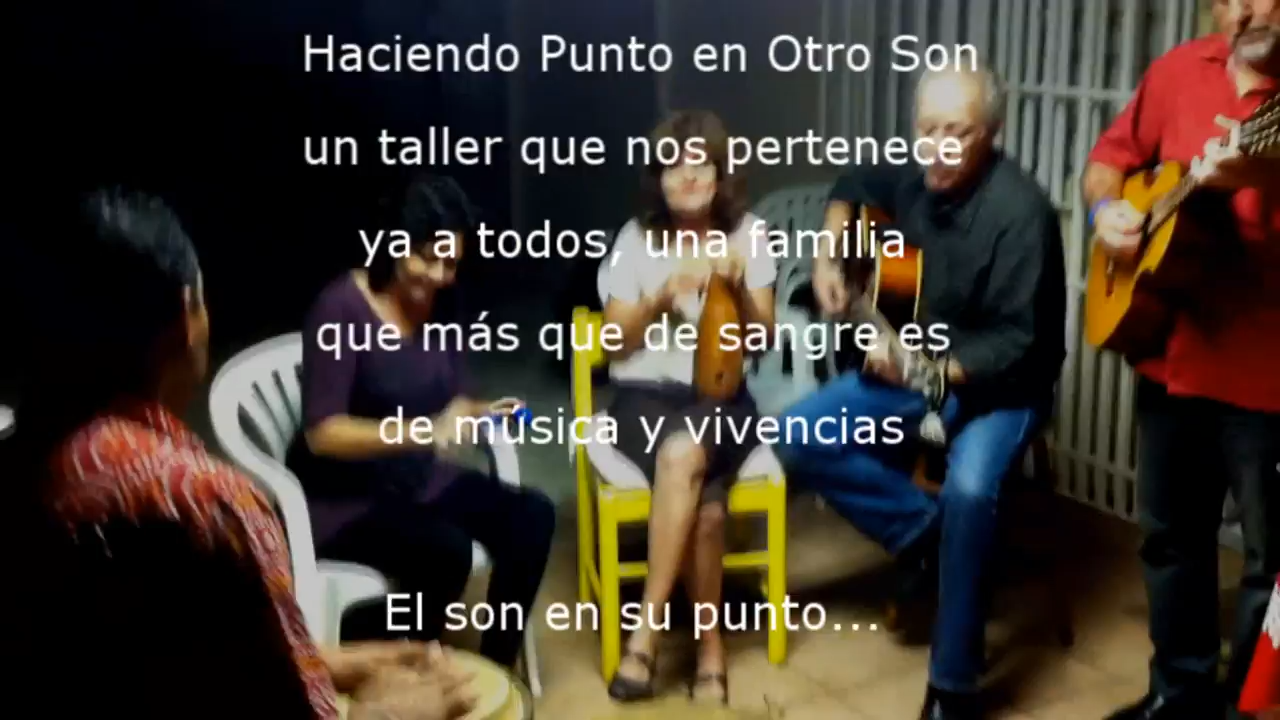 Haciendo Punto en Otro Son
un taller que nos pertenece
ya a todos, una familia
que más que de sangre es
de música y vivencias
El son en su punto...